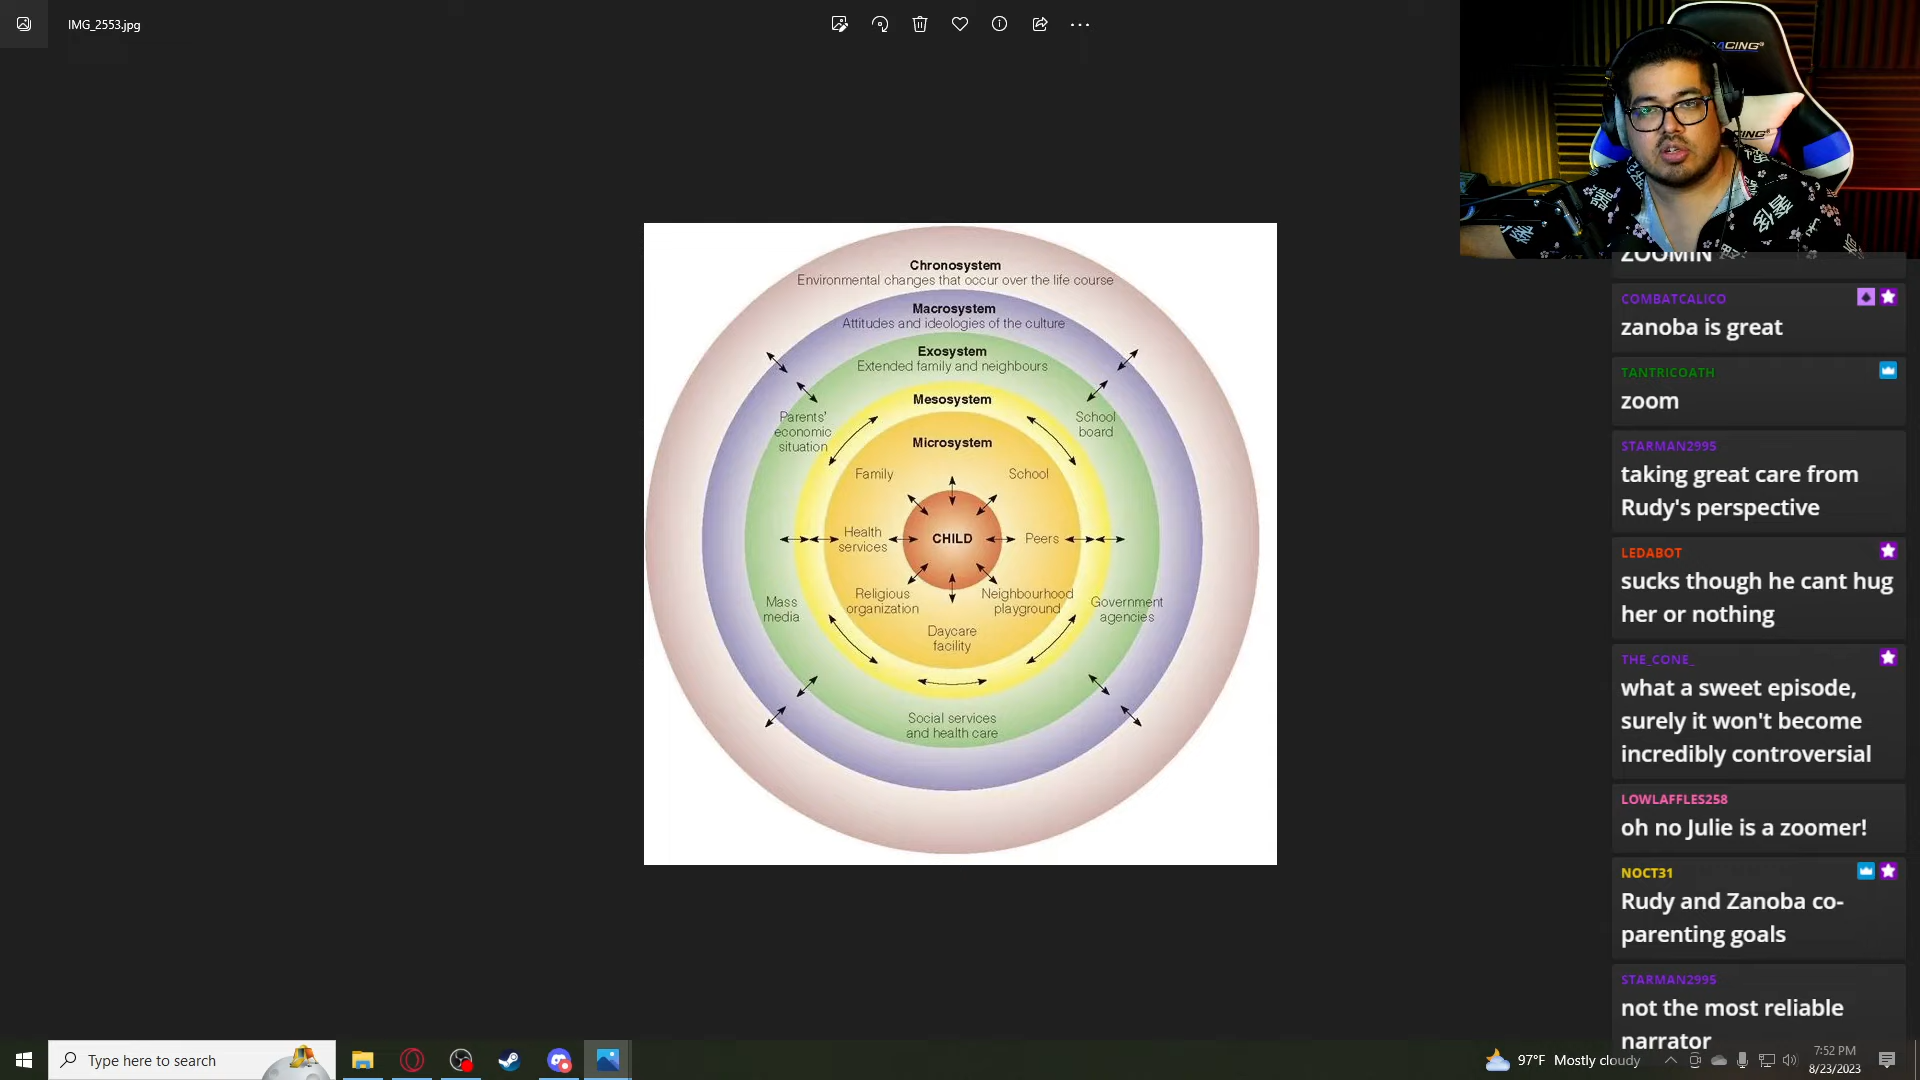 IMG_2553.jpg
Chronosystem
Environmental changes that occur over the life course
Macrosystem
Attitudes and ideologies of the culture
Exosystem
Extended family and neighbours
Mesosystem
Parents'
economic
situation
School
board
Microsystem
Family
School
Health
services
CHILD
Peers
Religious
organization
Neighbourhood
playground
Daycare
facility
Mass
media
Government
agencies
Social services
and health care
RACING®
ZOOMIN
COMBATCALICO
zanoba is great
TANTRICOATH
zoom
STARMAN2995
taking great care from
Rudy's perspective
LEDABOT
sucks though he cant hug
her or nothing
THE_CONE_
what a sweet episode,
surely it won't become
incredibly controversial
LOWLAFFLES258
oh no Julie is a zoomer!
NOCT31
Rudy and Zanoba co-
parenting goals
STARMAN2995
not the most reliable
narrator
Type here to search
97°F Mostly cloudy
7:52 PM
8/23/2023